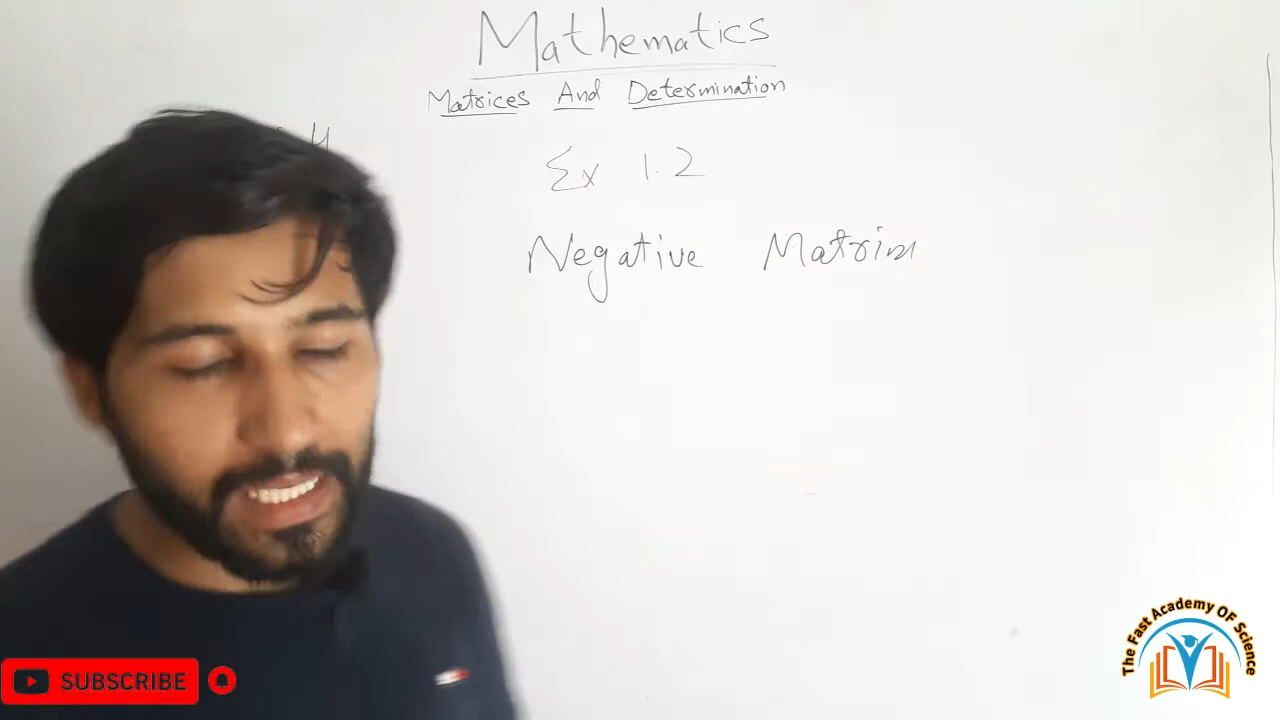 Mathematics
Matrices And Determination
Ex 1.2
Negative Matrix
SUBSCRIBE
The Fast Academy OF Science